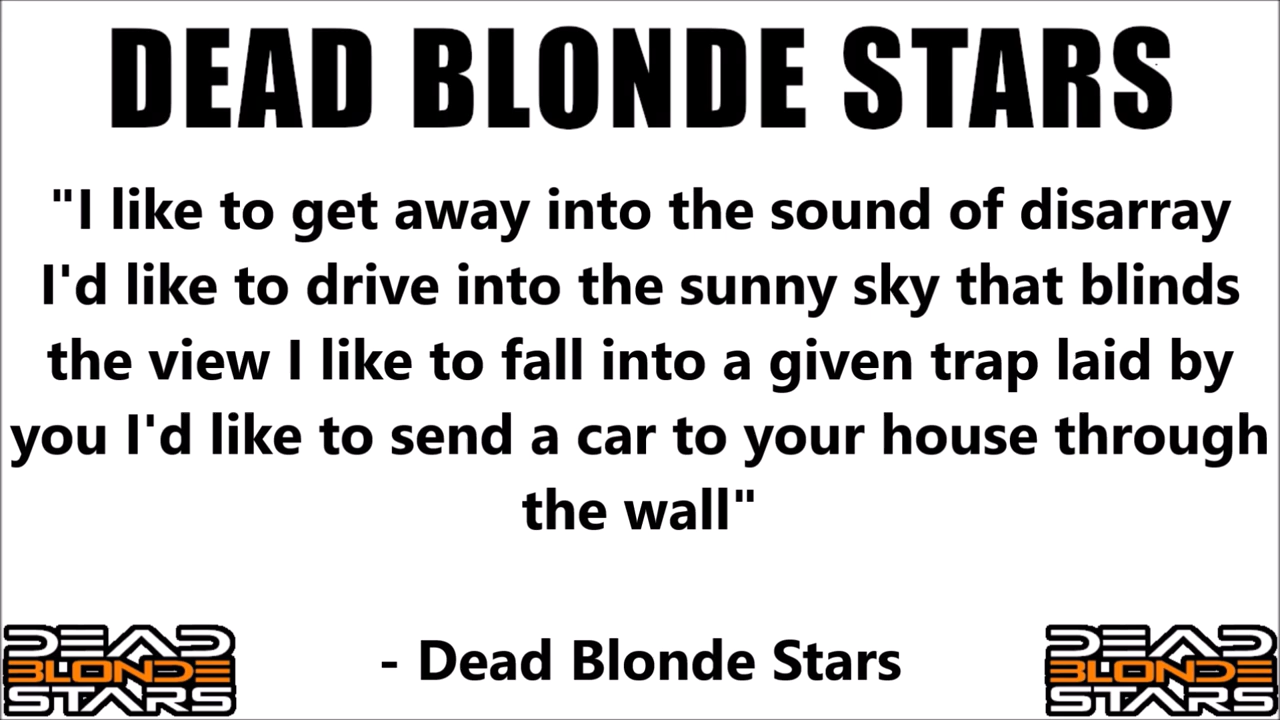 DEAD BLONDE STARS
"I like to get away into the sound of disarray
I'd like to drive into the sunny sky that blinds
the view I like to fall into a given trap laid by
you I'd like to send a car to your house through
the wall"
- Dead Blonde Stars
DEAD
BLONDE
STARS
DEAD
BLONDE
STARS